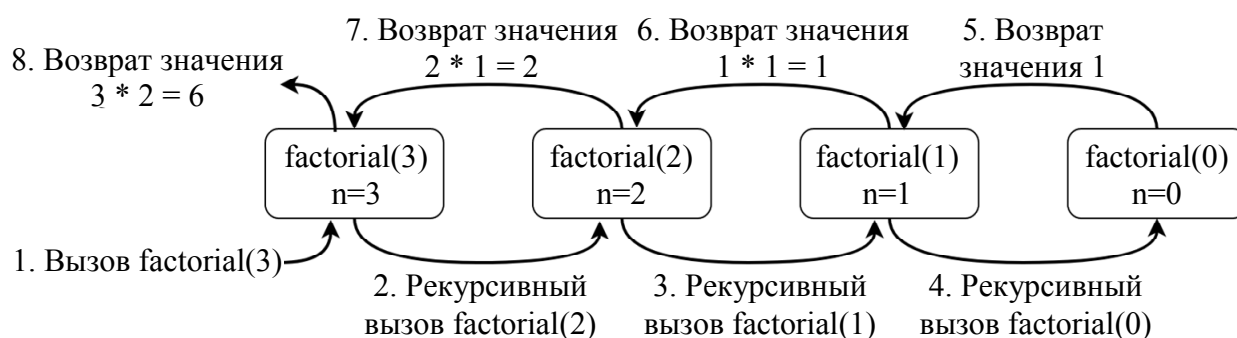 8. Возврат значения
3 * 2 = 6
7. Возврат значения
2 * 1 = 2
6. Возврат значения
1 * 1 = 1
5. Возврат
значения 1
factorial(3)
n=3
factorial(2)
n=2
factorial(1)
n=1
factorial(0)
n=0
1. Вызов factorial(3)
2. Рекурсивный
вызов factorial(2)
3. Рекурсивный
вызов factorial(1)
4. Рекурсивный
вызов factorial(0)